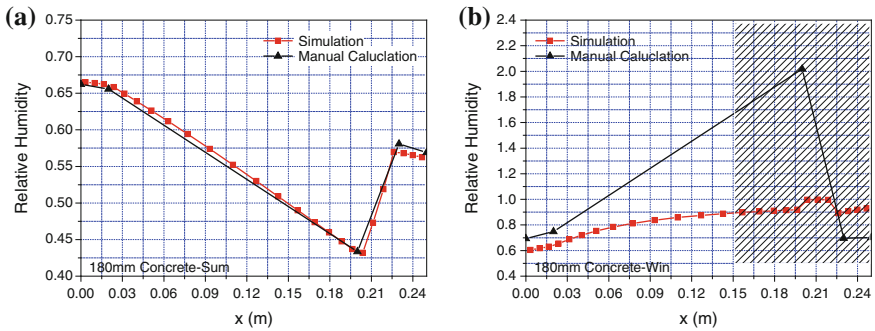 (a)
0.75
0.70
0.65
0.60
0.55
0.50
0.45
0.40
Relative Humidity
Simulation
Manual Caluclation
180mm Concrete-Sum
0.00 0.03 0.06 0.09 0.12 0.15 0.18 0.21 0.24
x (m)
(b)
2.4
2.2
2.0
1.8
1.6
1.4
1.2
1.0
0.8
0.6
0.4
Relative Humidity
Simulation
Manual Caluclation
180mm Concrete-Win
0.00 0.03 0.06 0.09 0.12 0.15 0.18 0.21 0.24
x (m)